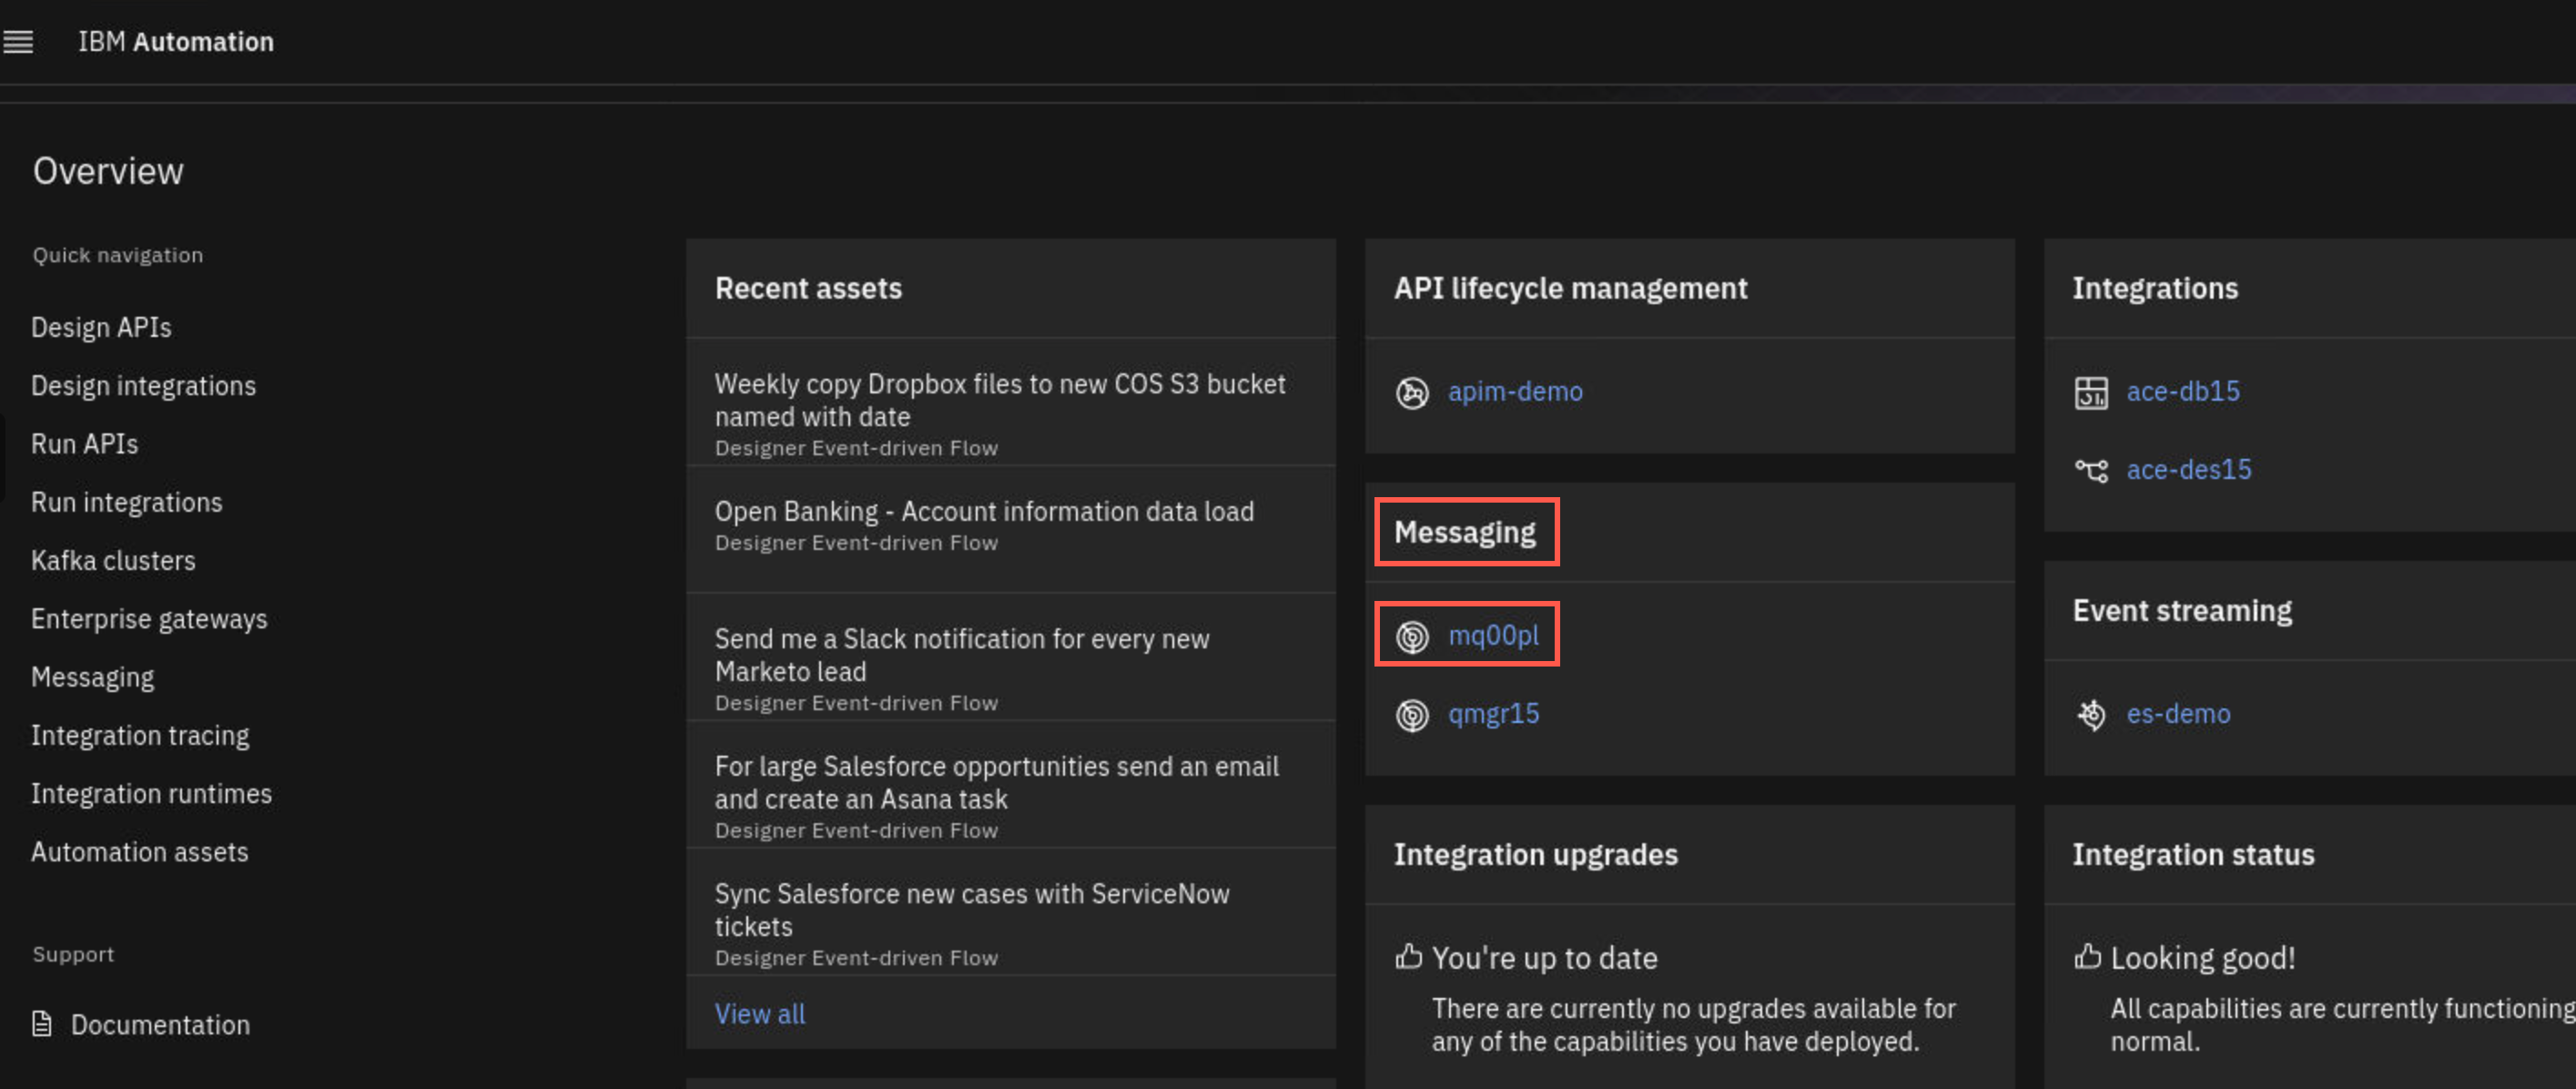 IBM Automation
Overview
Quick navigation
Design APIs
Design integrations
Run APIs
Run integrations
Kafka clusters
Enterprise gateways
Messaging
Integration tracing
Integration runtimes
Automation assets
Support
Documentation
Recent assets
Weekly copy Dropbox files to new COS S3 bucket
named with date
Designer Event-driven Flow
Open Banking - Account information data load
Designer Event-driven Flow
Send me a Slack notification for every new
Marketo lead
Designer Event-driven Flow
For large Salesforce opportunities send an email
and create an Asana task
Designer Event-driven Flow
Sync Salesforce new cases with ServiceNow
tickets
Designer Event-driven Flow
View all
API lifecycle management
apim-demo
Messaging
mq00pl
qmgr15
Integration upgrades
You're up to date
There are currently no upgrades available for
any of the capabilities you have deployed.
Integrations
ace-db15
ace-des15
Event streaming
es-demo
Integration status
Looking good!
All capabilities are currently functioning
normal.